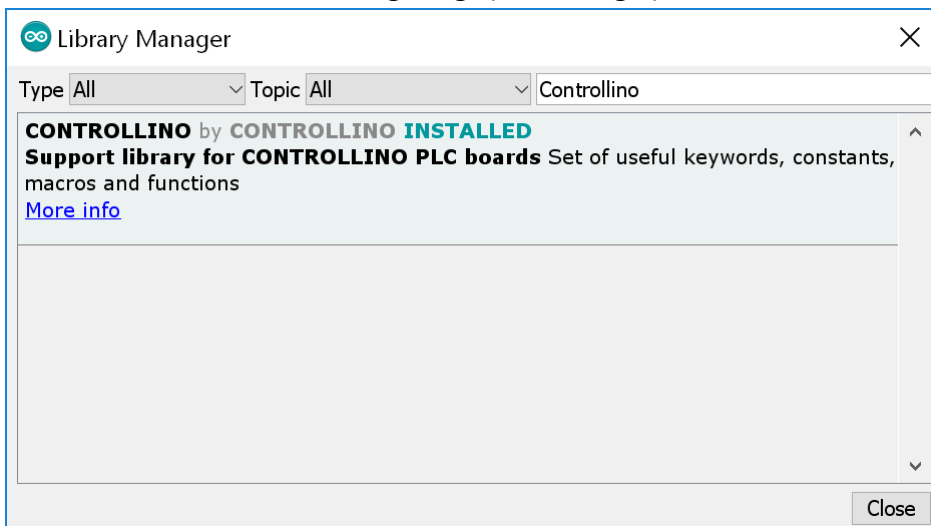 Library Manager
Type All Topic All Controllino
CONTROLLINO by CONTROLLINO INSTALLED
Support library for CONTROLLINO PLC boards Set of useful keywords, constants,
macros and functions
More info
Close